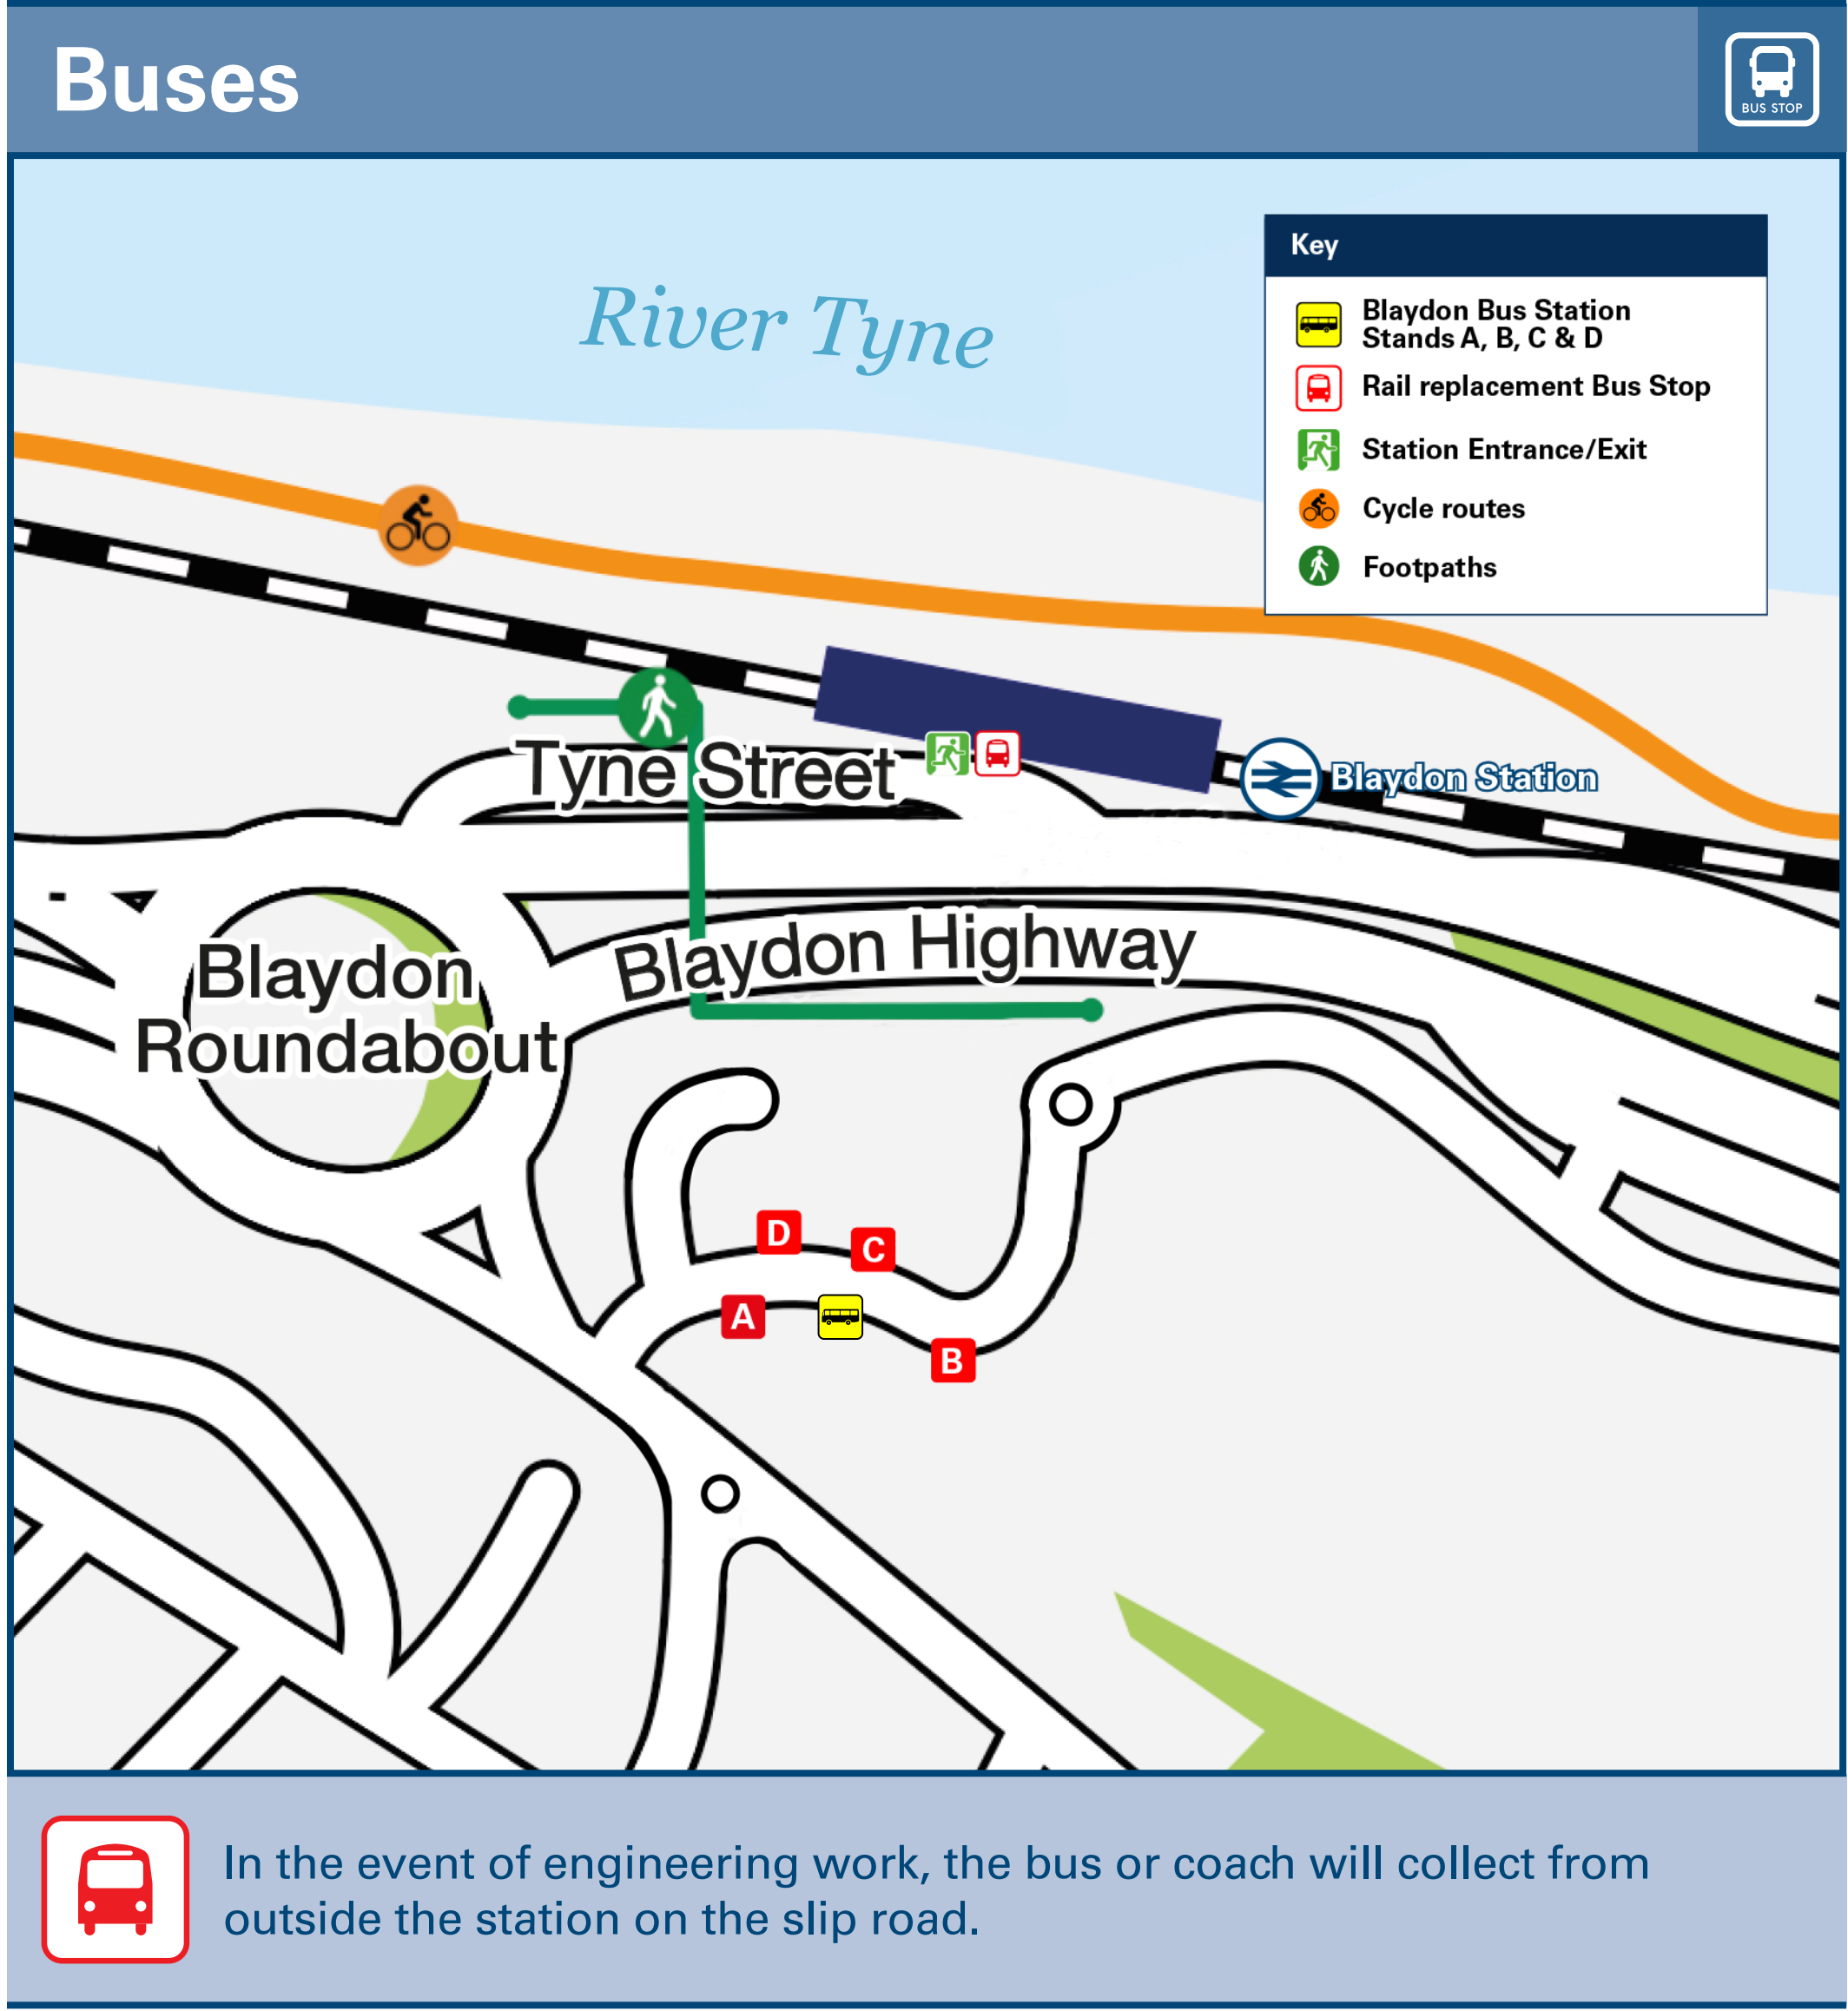 Buses
BUS STOP
River Tyne
Key
Blaydon Bus Station
Stands A, B, C & D
Rail replacement Bus Stop
Station Entrance/Exit
Cycle routes
Footpaths
Tyne Street
Blaydon Station
Blaydon Highway
Blaydon
Roundabout
D
C
A
B
In the event of engineering work, the bus or coach will collect from
outside the station on the slip road.